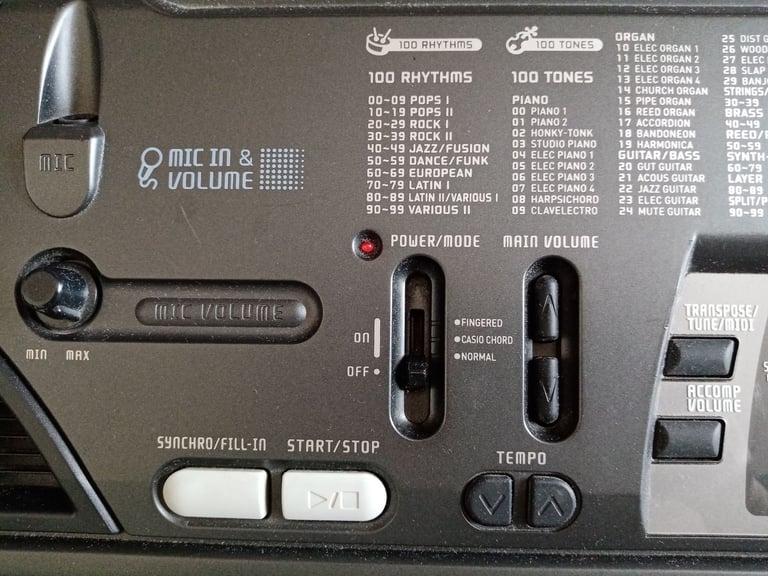 100 RHYTHMS
100 RHYTHMS
00~09 POPS I
10~19 POPS II
20~29 ROCK I
30~39 ROCK II
40~49 JAZZ/FUSION
50~59 DANCE/FUNK
60~69 EUROPEAN
70~79 LATIN I
80~89 LATIN II/VARIOUS I
90~99 VARIOUS II
100 TONES
100 TONES
PIANO
00 PIANO 1
01 PIANO 2
02 HONKY-TONK
03 STUDIO PIANO
04 ELEC PIANO 1
05 ELEC PIANO 2
06 ELEC PIANO 3
07 ELEC PIANO 4
08 HARPSICHORD
09 CLAVELECTRO
ORGAN
10 ELEC ORGAN 1
11 ELEC ORGAN 2
12 ELEC ORGAN 3
13 ELEC ORGAN 4
14 CHURCH ORGAN
15 PIPE ORGAN
16 REED ORGAN
17 ACCORDION
18 BANDONEON
19 HARMONICA
GUITAR/BASS
20 GUT GUITAR
21 ACOUS GUITAR
22 JAZZ GUITAR
23 ELEC GUITAR
24 MUTE GUITAR
25 DIST G
26 WOOD
27 ELEC
28 SLAP
29 BANJ
STRINGS/
30~39
BRASS
40~49
REED/
50~59
SYNTH-
60~79
LAYER
80~89
SPLIT/
90~99
MIC
MIC IN &
VOLUME
MIC VOLUME
MIN MAX
POWER/MODE
ON
OFF
FINGERED
CASIO CHORD
NORMAL
MAIN VOLUME
TRANSPOSE/
TUNE/MIDI
ACCOMP
VOLUME
SYNCHRO/FILL-IN
START/STOP
TEMPO